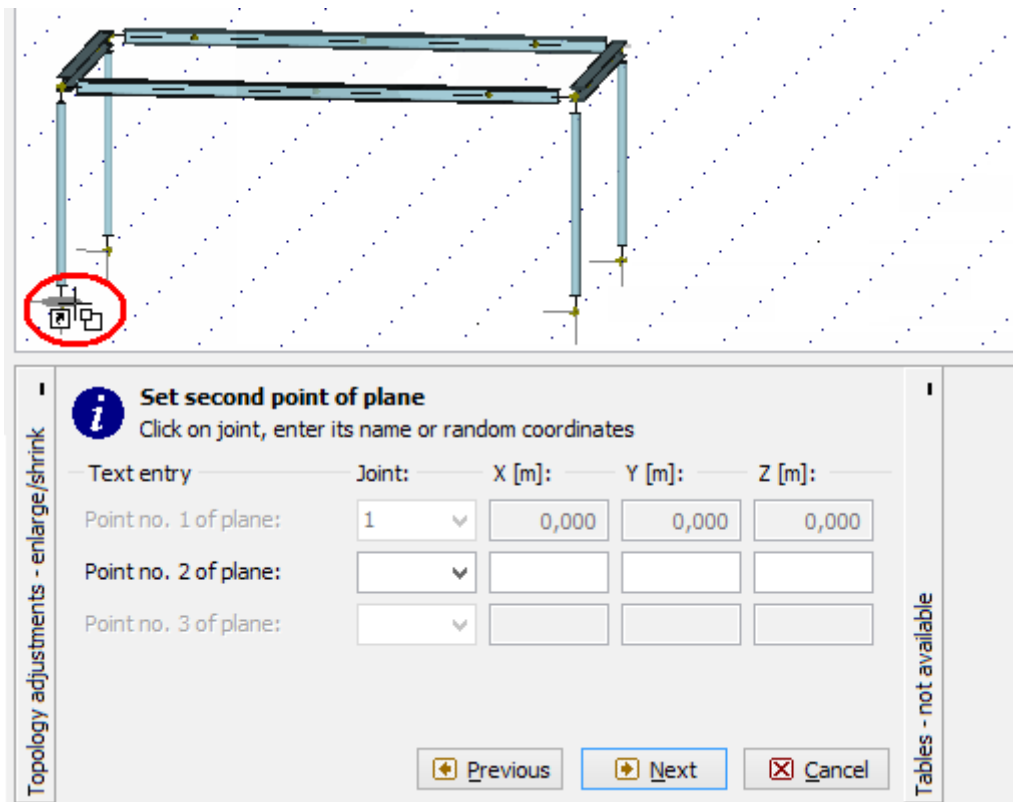 1
Set second point of plane
Click on joint, enter its name or random coordinates
Text entry Joint: X [m]: Y [m]: Z [m]:
Point no. 1 of plane: 1 0,000 0,000 0,000
Point no. 2 of plane:
Point no. 3 of plane:
Previous Next Cancel
Topology adjustments - enlarge/shrink
Tables - not available